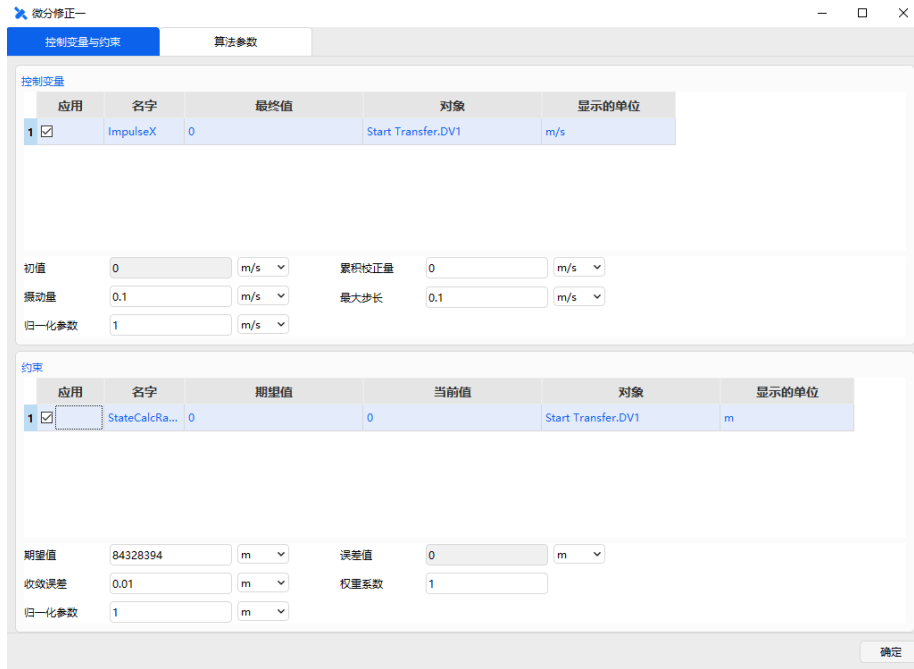 微分修正一
控制变量与约束 算法参数
控制变量
应用 名字 最终值 对象 显示的单位
1 ImpulseX 0 Start Transfer.DV1 m/s
初值 0 m/s 累积校正量 0 m/s
摄动量 0.1 m/s 最大步长 0.1 m/s
归一化参数 1 m/s
约束
应用 名字 期望值 当前值 对象 显示的单位
1 StateCalcRa... 0 0 Start Transfer.DV1 m
期望值 84328394 m 误差值 0 m
收敛误差 0.01 m 权重系数 1
归一化参数 1 m
确定